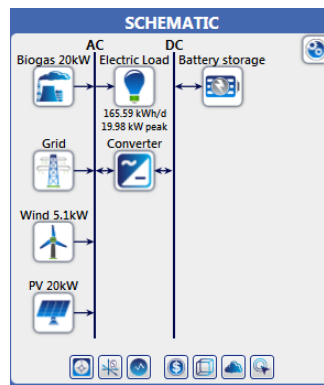 SCHEMATIC
AC DC
Biogas 20kW Electric Load Battery storage
165.59 kWh/d
19.98 kW peak
Grid Converter
Wind 5.1kW
PV 20kW